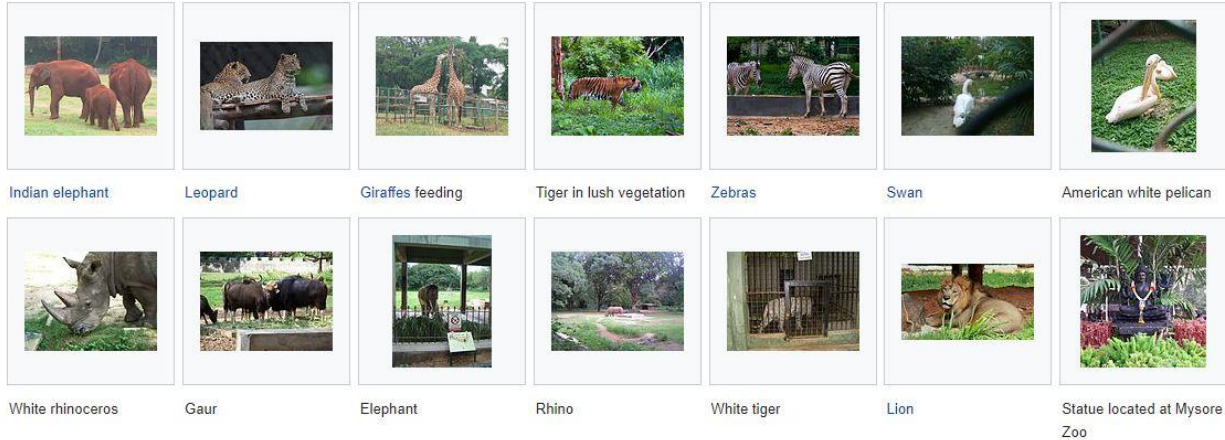 Indian elephant
Leopard
Giraffes feeding
Tiger in lush vegetation
Zebras
Swan
American white pelican
White rhinoceros
Gaur
Elephant
Rhino
White tiger
Lion
Statue located at Mysore
Zoo